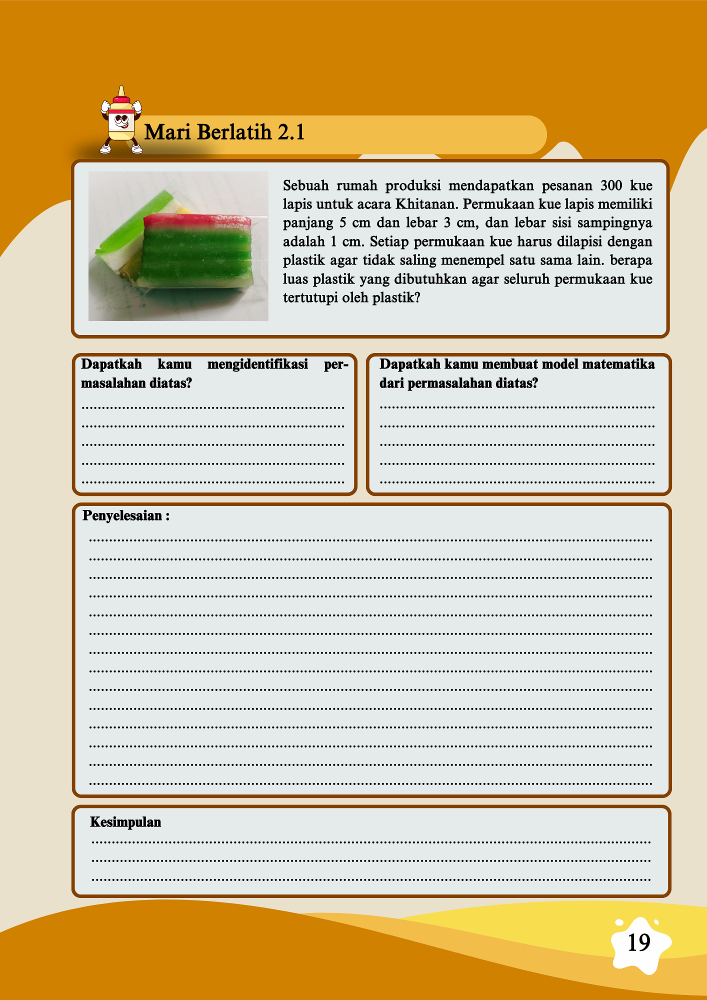 Mari Berlatih 2.1
Sebuah rumah produksi mendapatkan pesanan 300 kue
lapis untuk acara Khitanan. Permukaan kue lapis memiliki
panjang 5 cm dan lebar 3 cm, dan lebar sisi sampingnya
adalah 1 cm. Setiap permukaan kue harus dilapisi dengan
plastik agar tidak saling menempel satu sama lain. berapa
luas plastik yang dibutuhkan agar seluruh permukaan kue
tertutupi oleh plastik?
Dapatkah kamu mengidentifikasi per-
masalahan diatas?
Dapatkah kamu membuat model matematika
dari permasalahan diatas?
Penyelesaian :
Kesimpulan
19